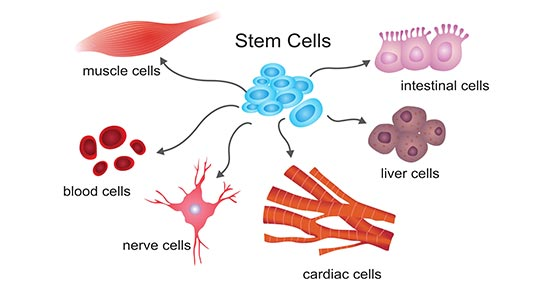 Stem Cells
muscle cells
intestinal cells
blood cells
liver cells
nerve cells
cardiac cells